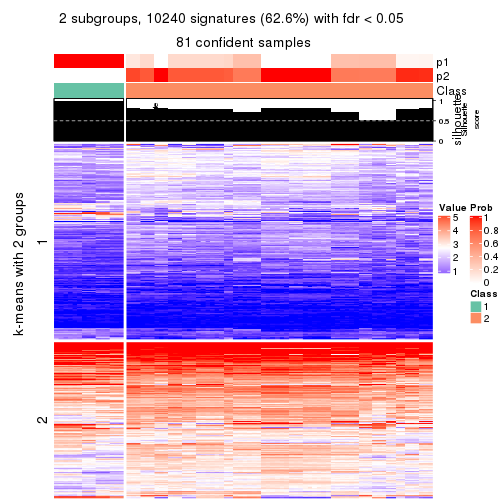 2 subgroups, 10240 signatures (62.6%) with fdr < 0.05
81 confident samples
p1
p2
Class
1
0.5
0
silhouette
Silhouette
score
k-means with 2 groups
1
2
Value
5
4
3
2
1
Prob
1
0.8
0.6
0.4
0.2
0
Class
1
2